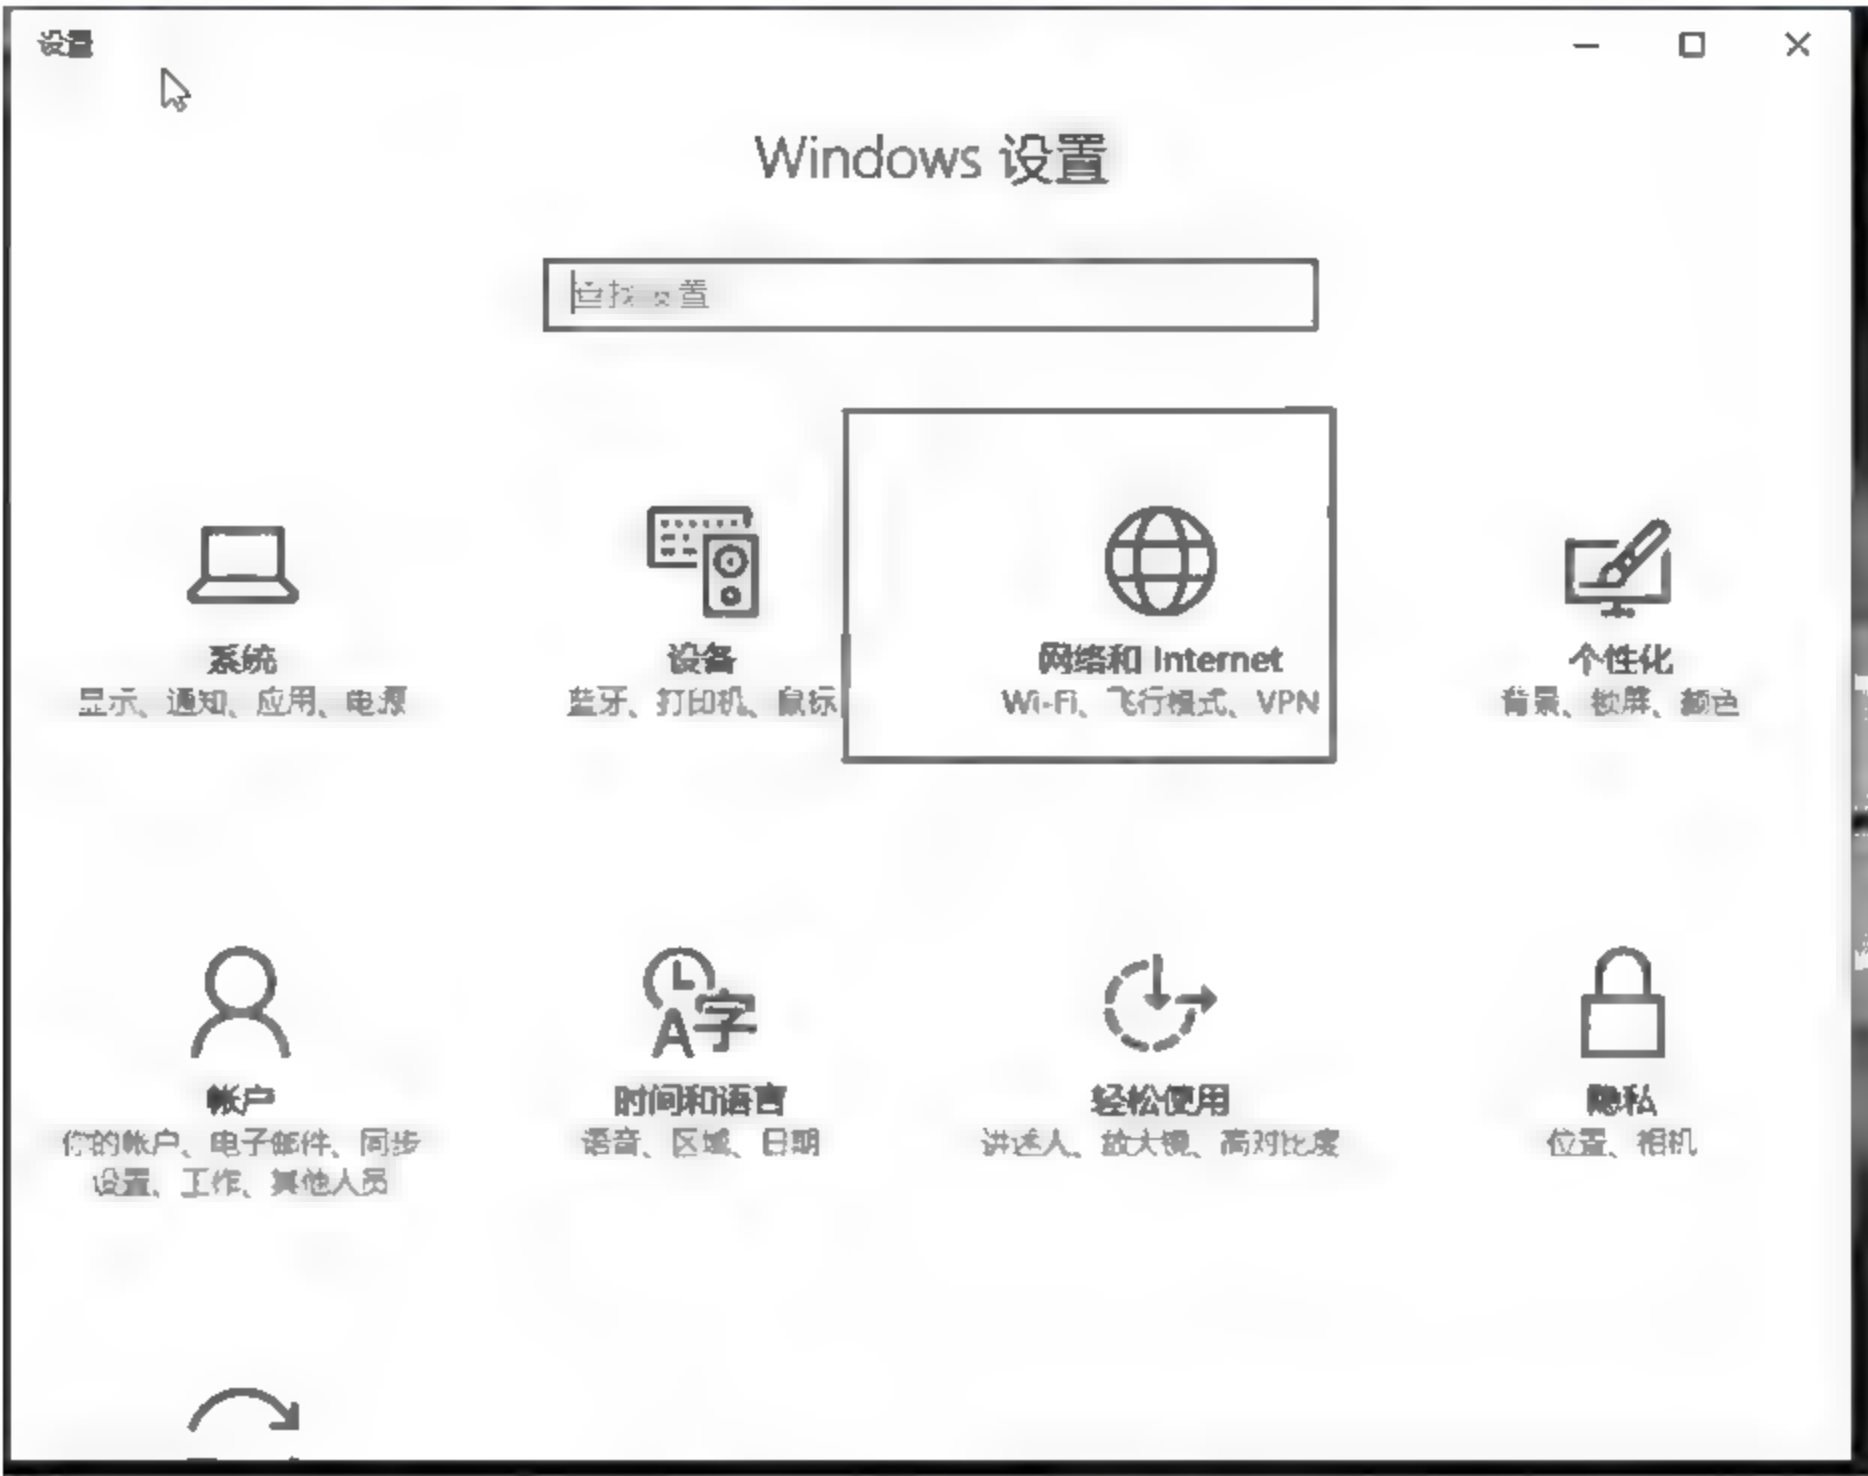 设置
Windows 设置
查找设置
系统
显示、通知、应用、电源
设备
蓝牙、打印机、鼠标
网络和 Internet
Wi-Fi、飞行模式、VPN
个性化
背景、锁屏、颜色
帐户
你的帐户、电子邮件、同步
设置、工作、其他人员
时间和语言
语音、区域、日期
轻松使用
讲述人、放大镜、高对比度
隐私
位置、相机